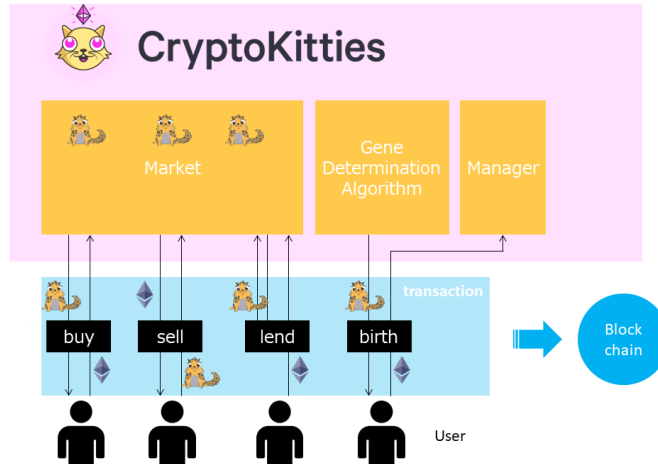 CryptoKitties
Market
Gene
Determination
Algorithm
Manager
transaction
buy
sell
lend
birth
Block
chain
User